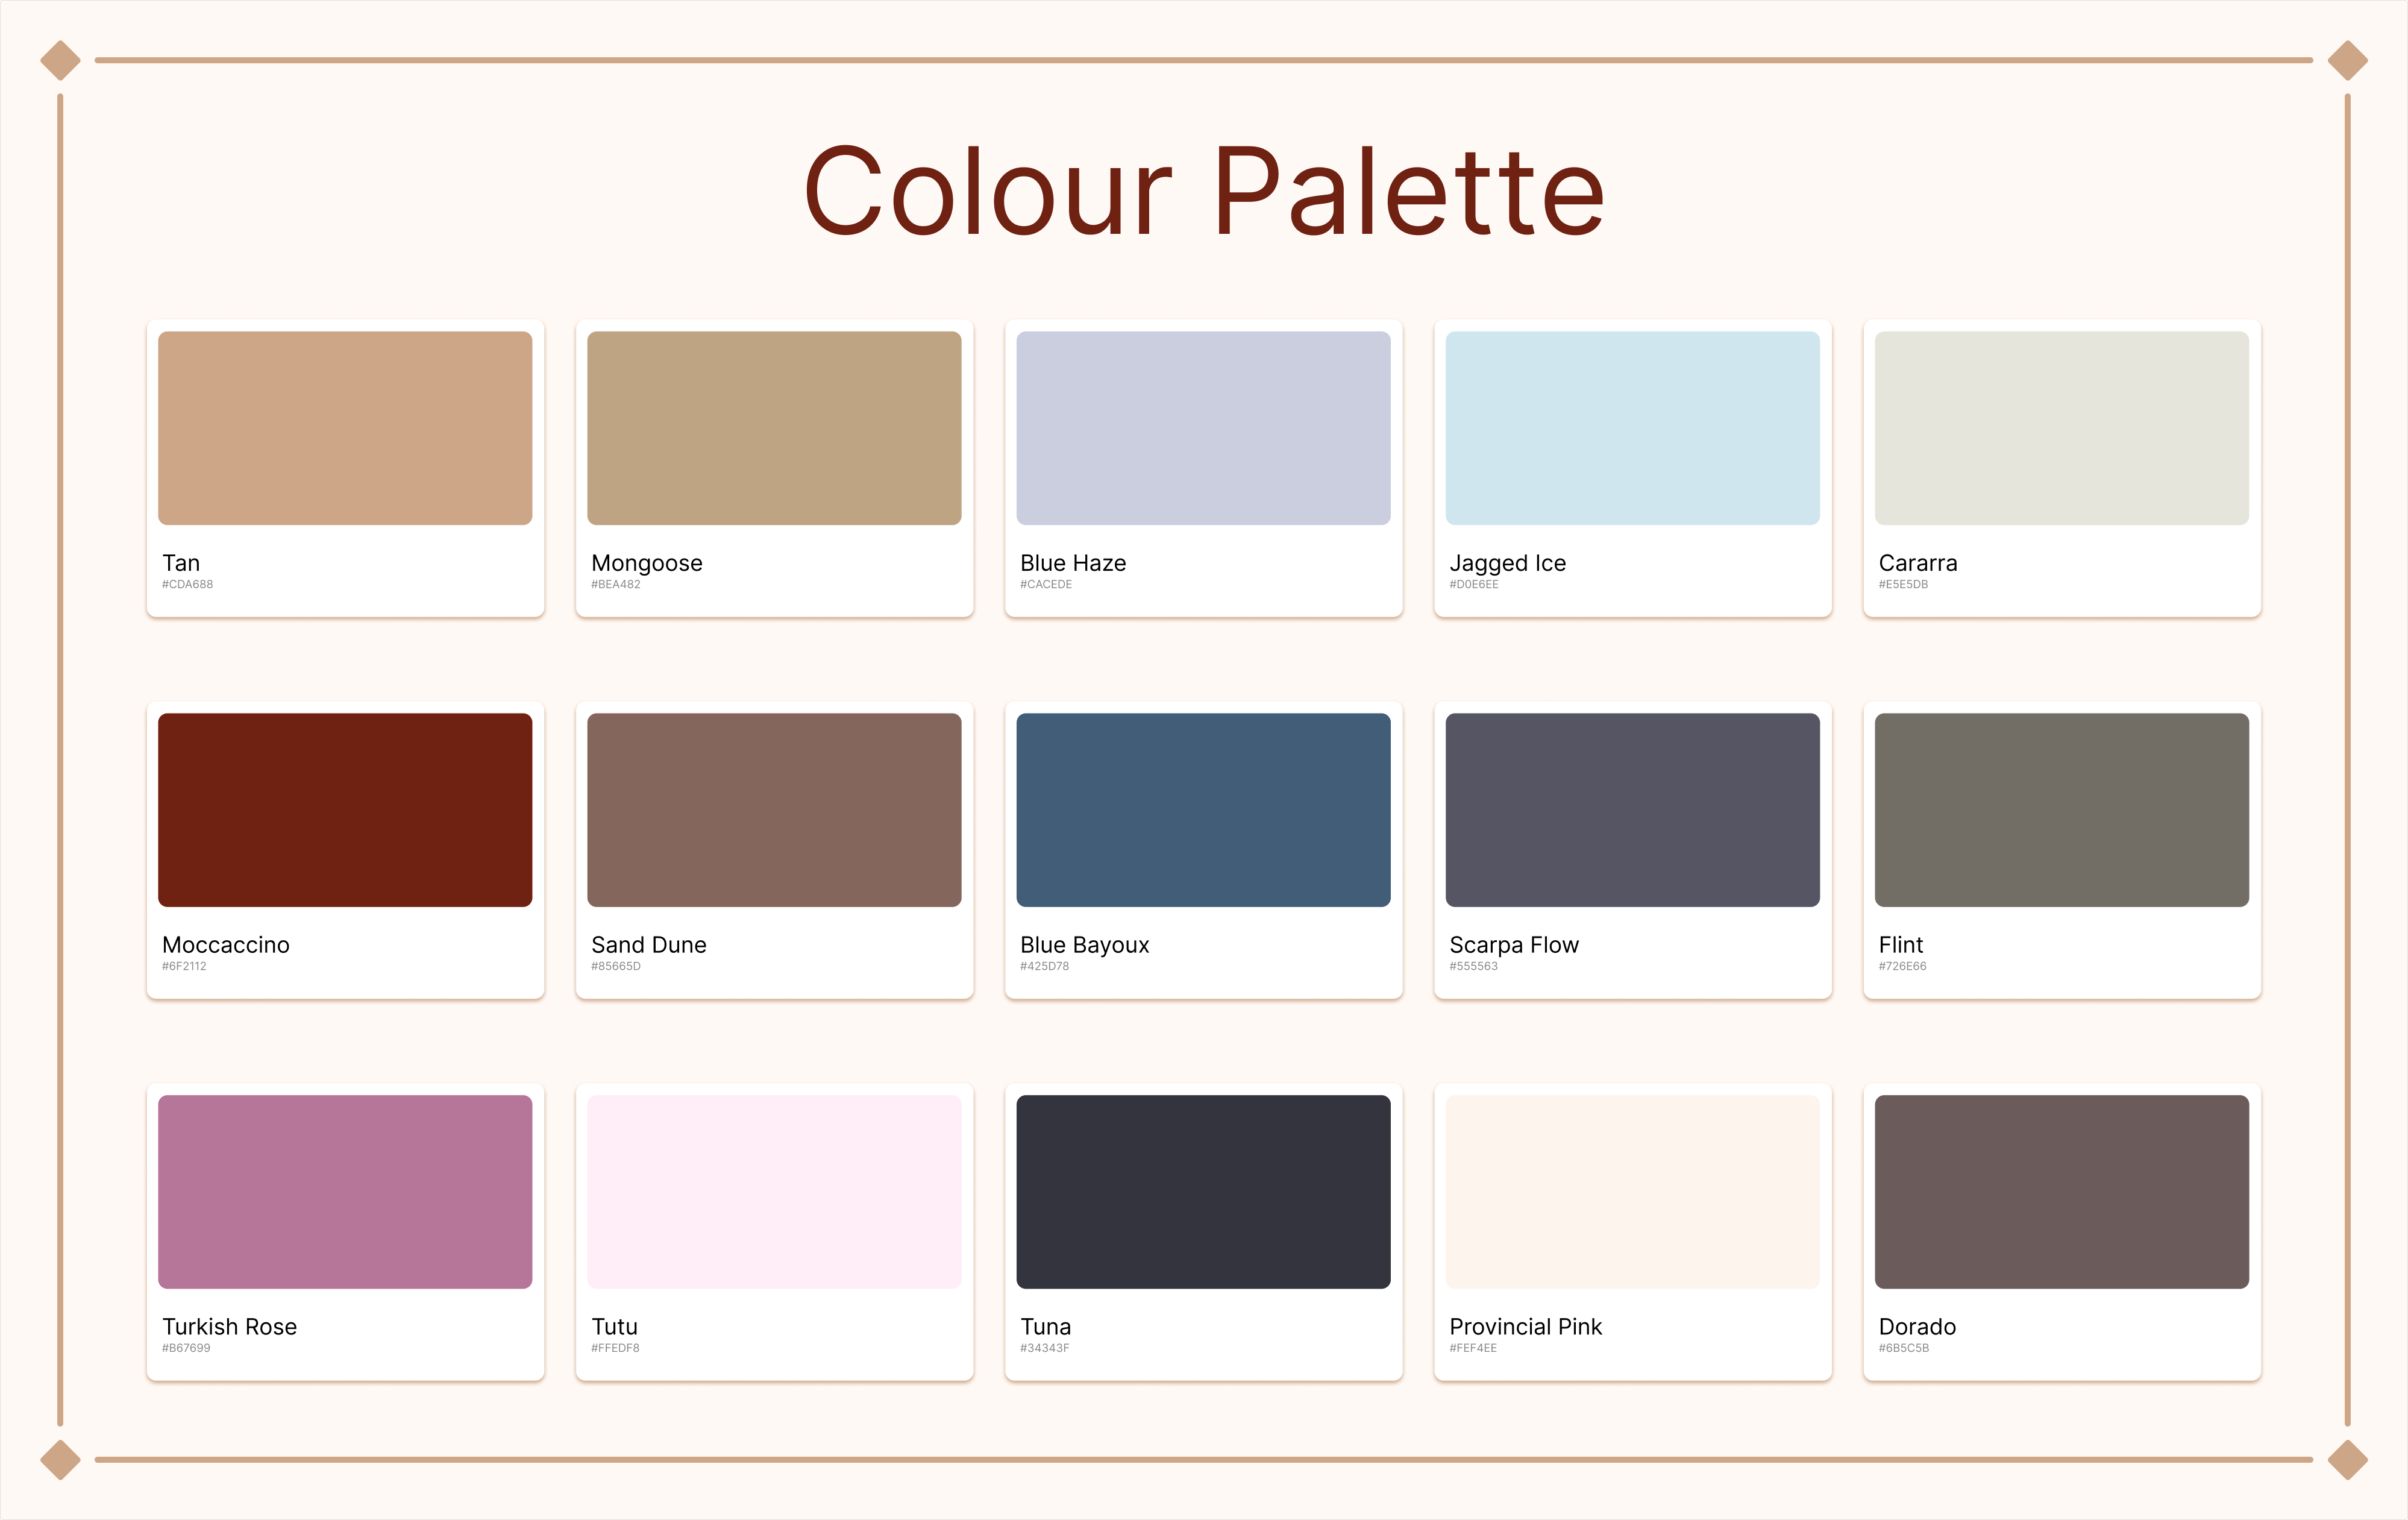 Colour Palette
Tan
#CDA688
Mongoose
#BEA482
Blue Haze
#CACEDE
Jagged Ice
#D0E6EE
Cararra
#E5E5DB
Moccaccino
#6F2112
Sand Dune
#85665D
Blue Bayoux
#425D78
Scarpa Flow
#555563
Flint
#726E66
Turkish Rose
#B67699
Tutu
#FFEDF8
Tuna
#34343F
Provincial Pink
#FEF4EE
Dorado
#6B5C5B